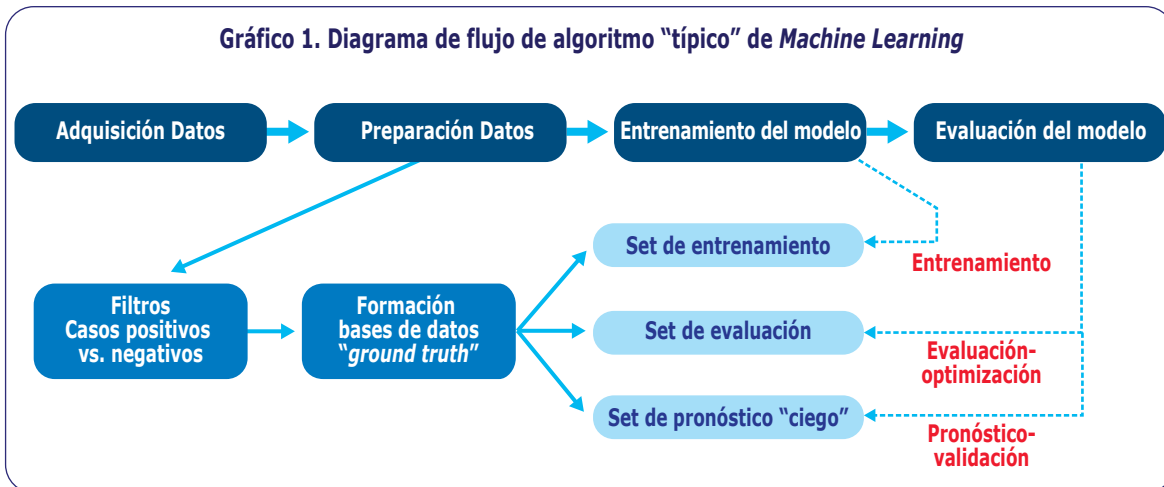 Gráfico 1. Diagrama de flujo de algoritmo “típico” de Machine Learning
Adquisición Datos
Preparación Datos
Entrenamiento del modelo
Evaluación del modelo
Set de entrenamiento
Entrenamiento
Filtros
Casos positivos
vs. negativos
Formación
bases de datos
“ground truth”
Set de evaluación
Evaluación-
optimización
Set de pronóstico “ciego”
Pronóstico-
validación